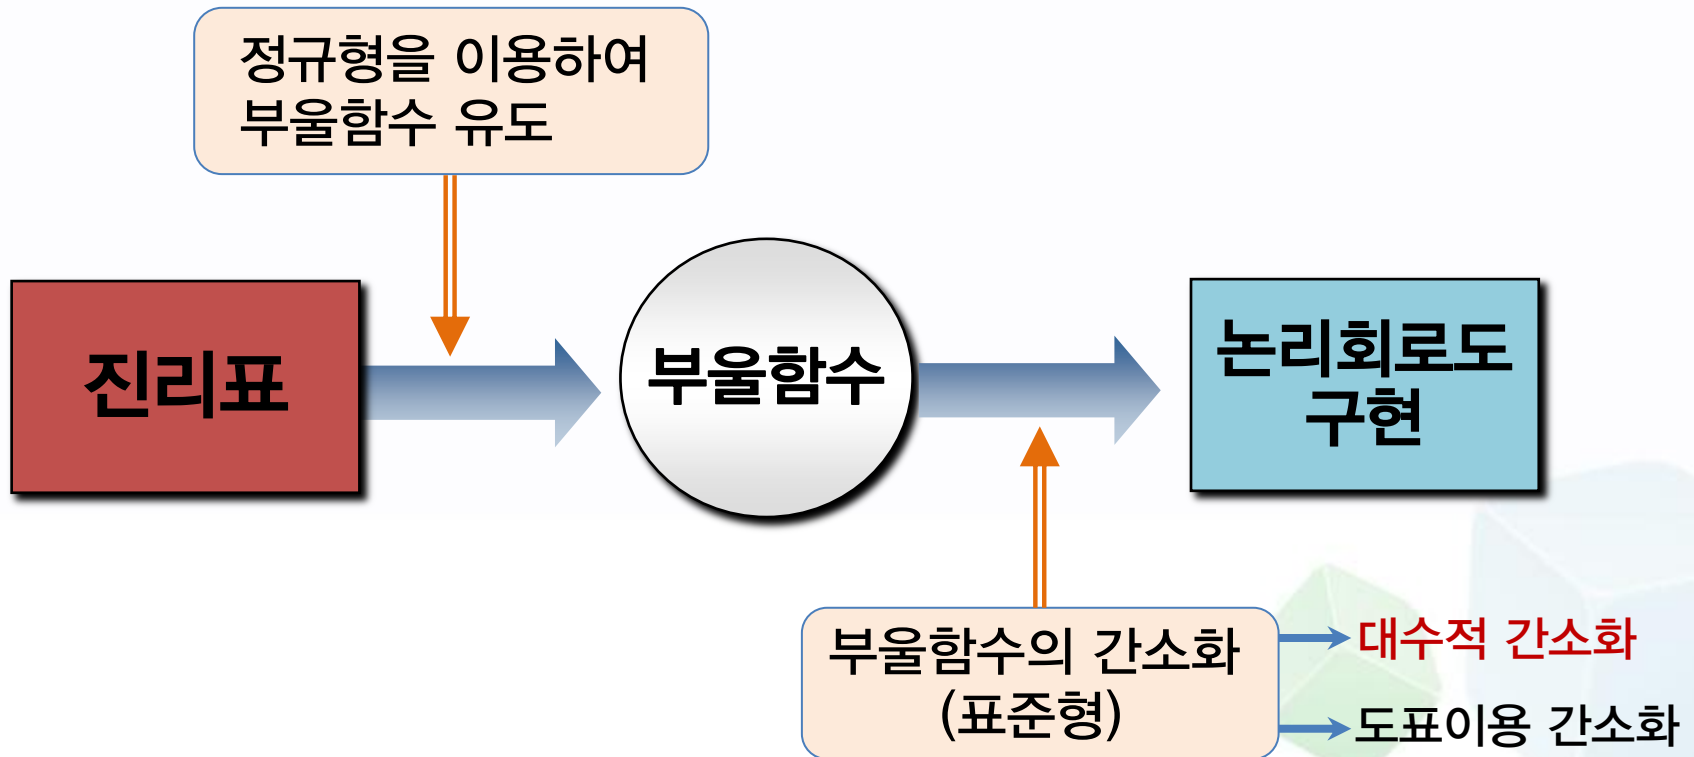 정규형을 이용하여
부울함수 유도
진리표
부울함수
논리회로도
구현
부울함수의 간소화
(표준형)
대수적 간소화
도표이용 간소화